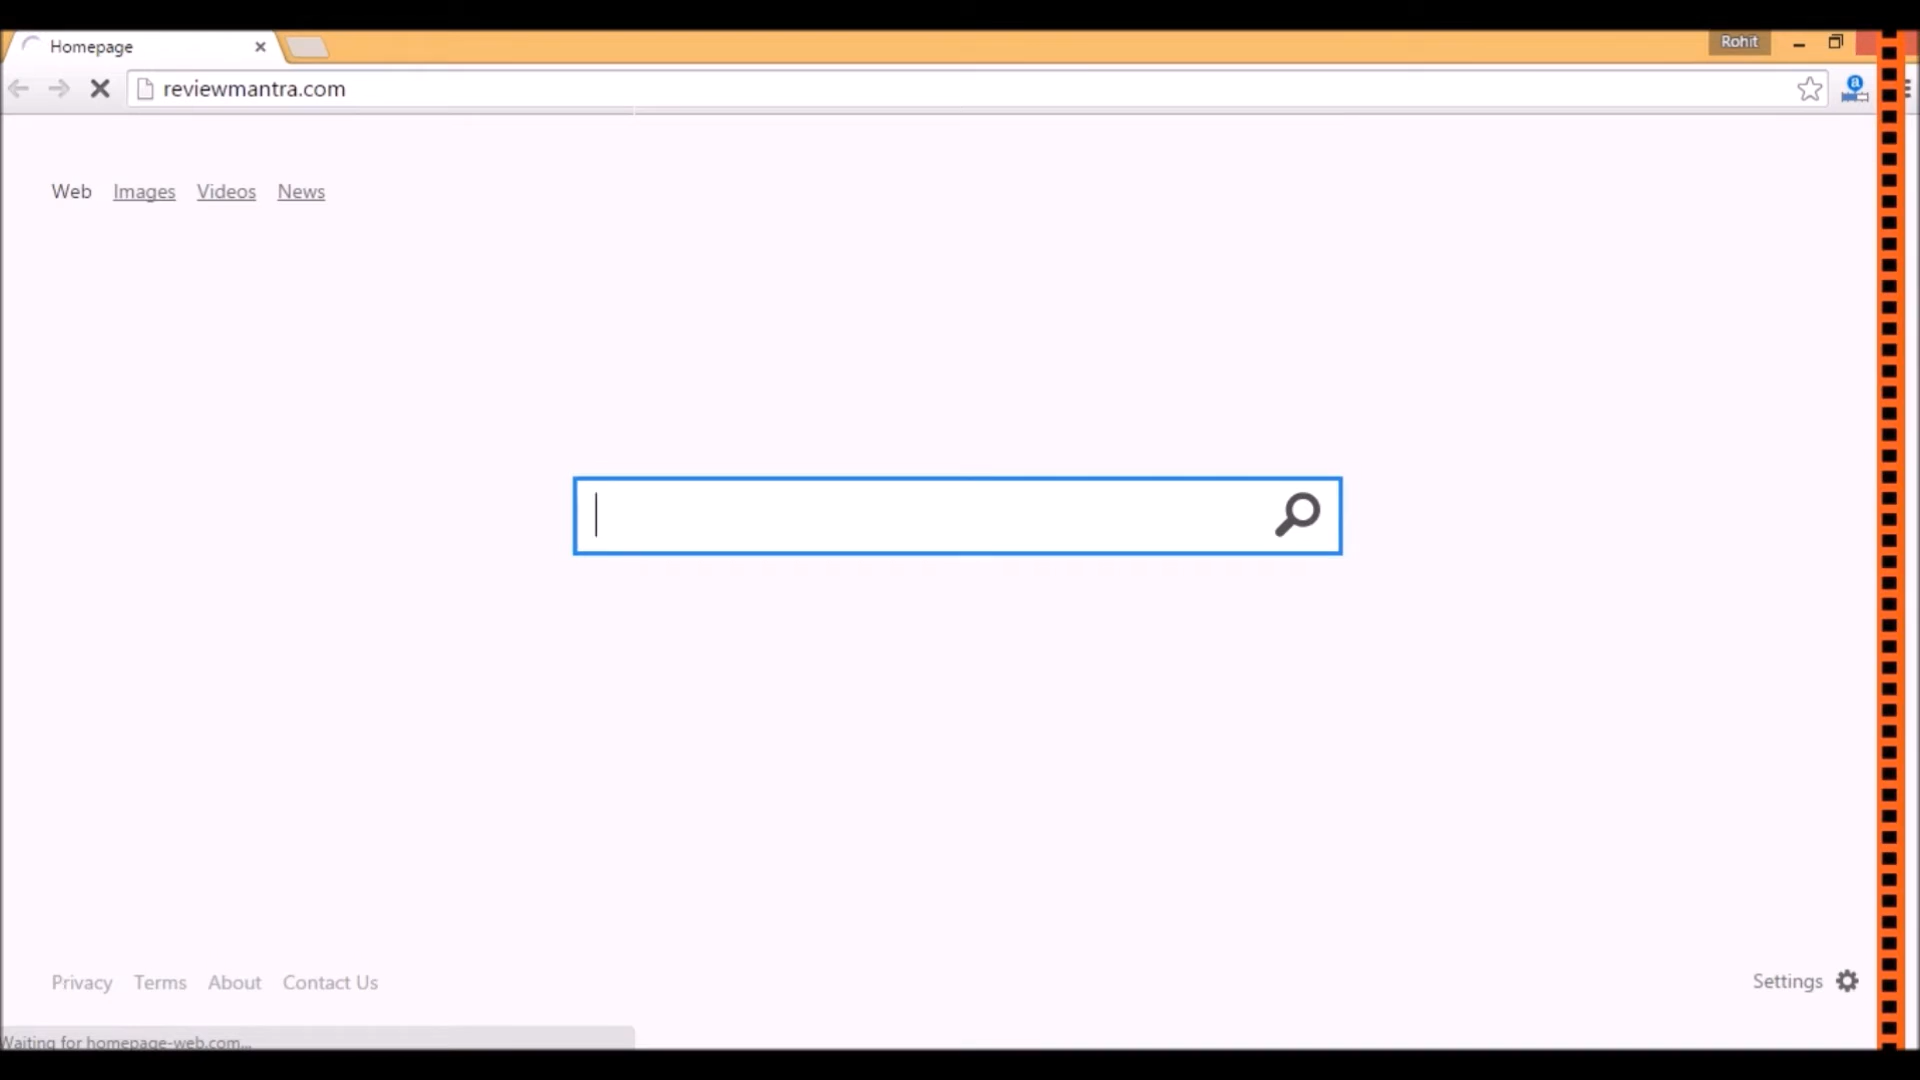 Homepage
Rohit
reviewmantra.com
Web Images Videos News
Privacy Terms About Contact Us
Settings
Waiting for homepage-web.com...